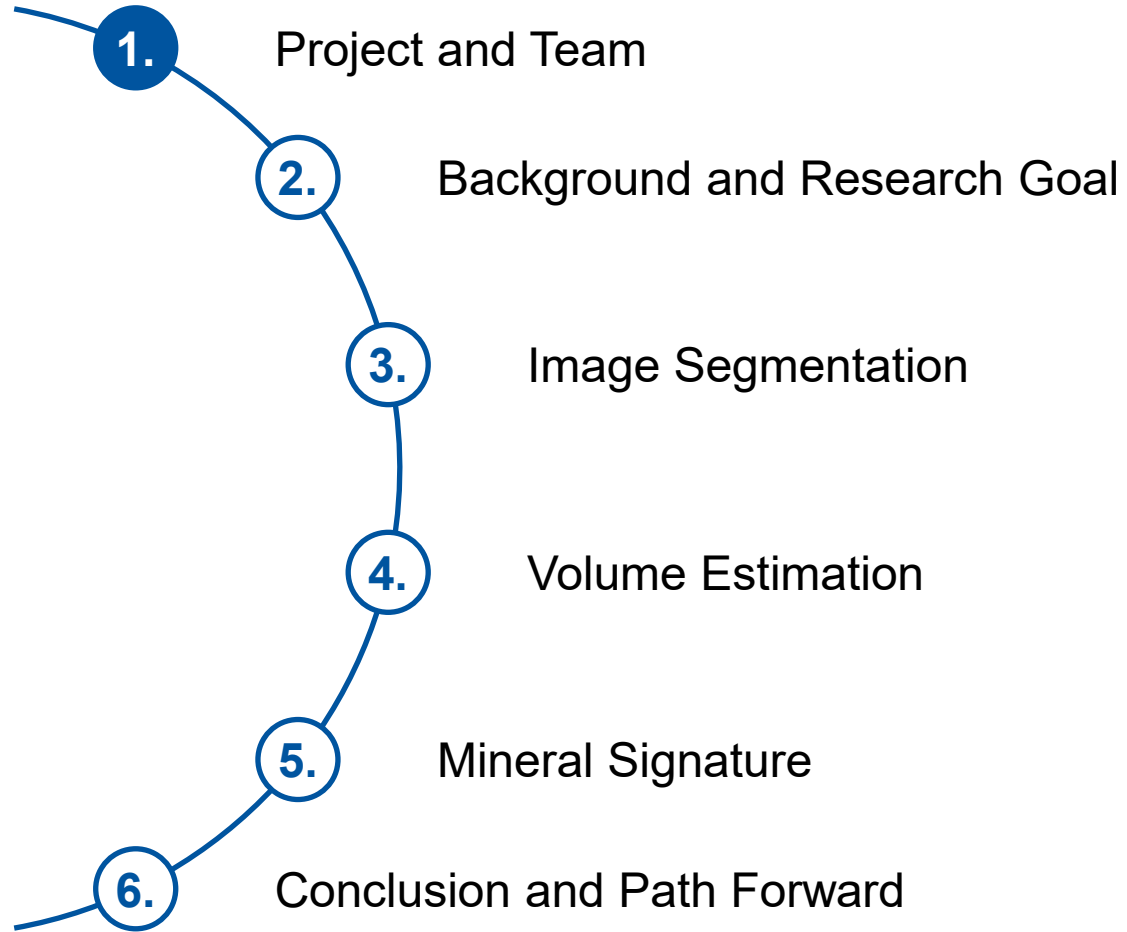 1. Project and Team
2. Background and Research Goal
3. Image Segmentation
4. Volume Estimation
5. Mineral Signature
6. Conclusion and Path Forward